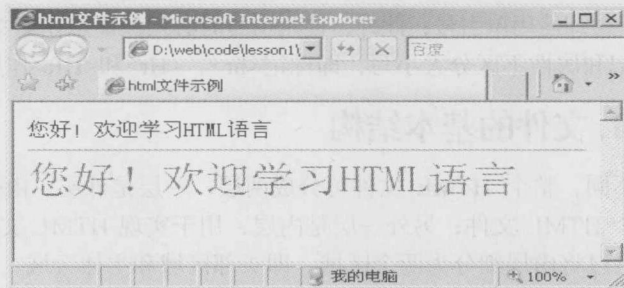 html文件示例 - Microsoft Internet Explorer
D:\web\code\lesson1\
百度
html文件示例
您好！欢迎学习HTML语言
您好！欢迎学习HTML语言
我的电脑
100%